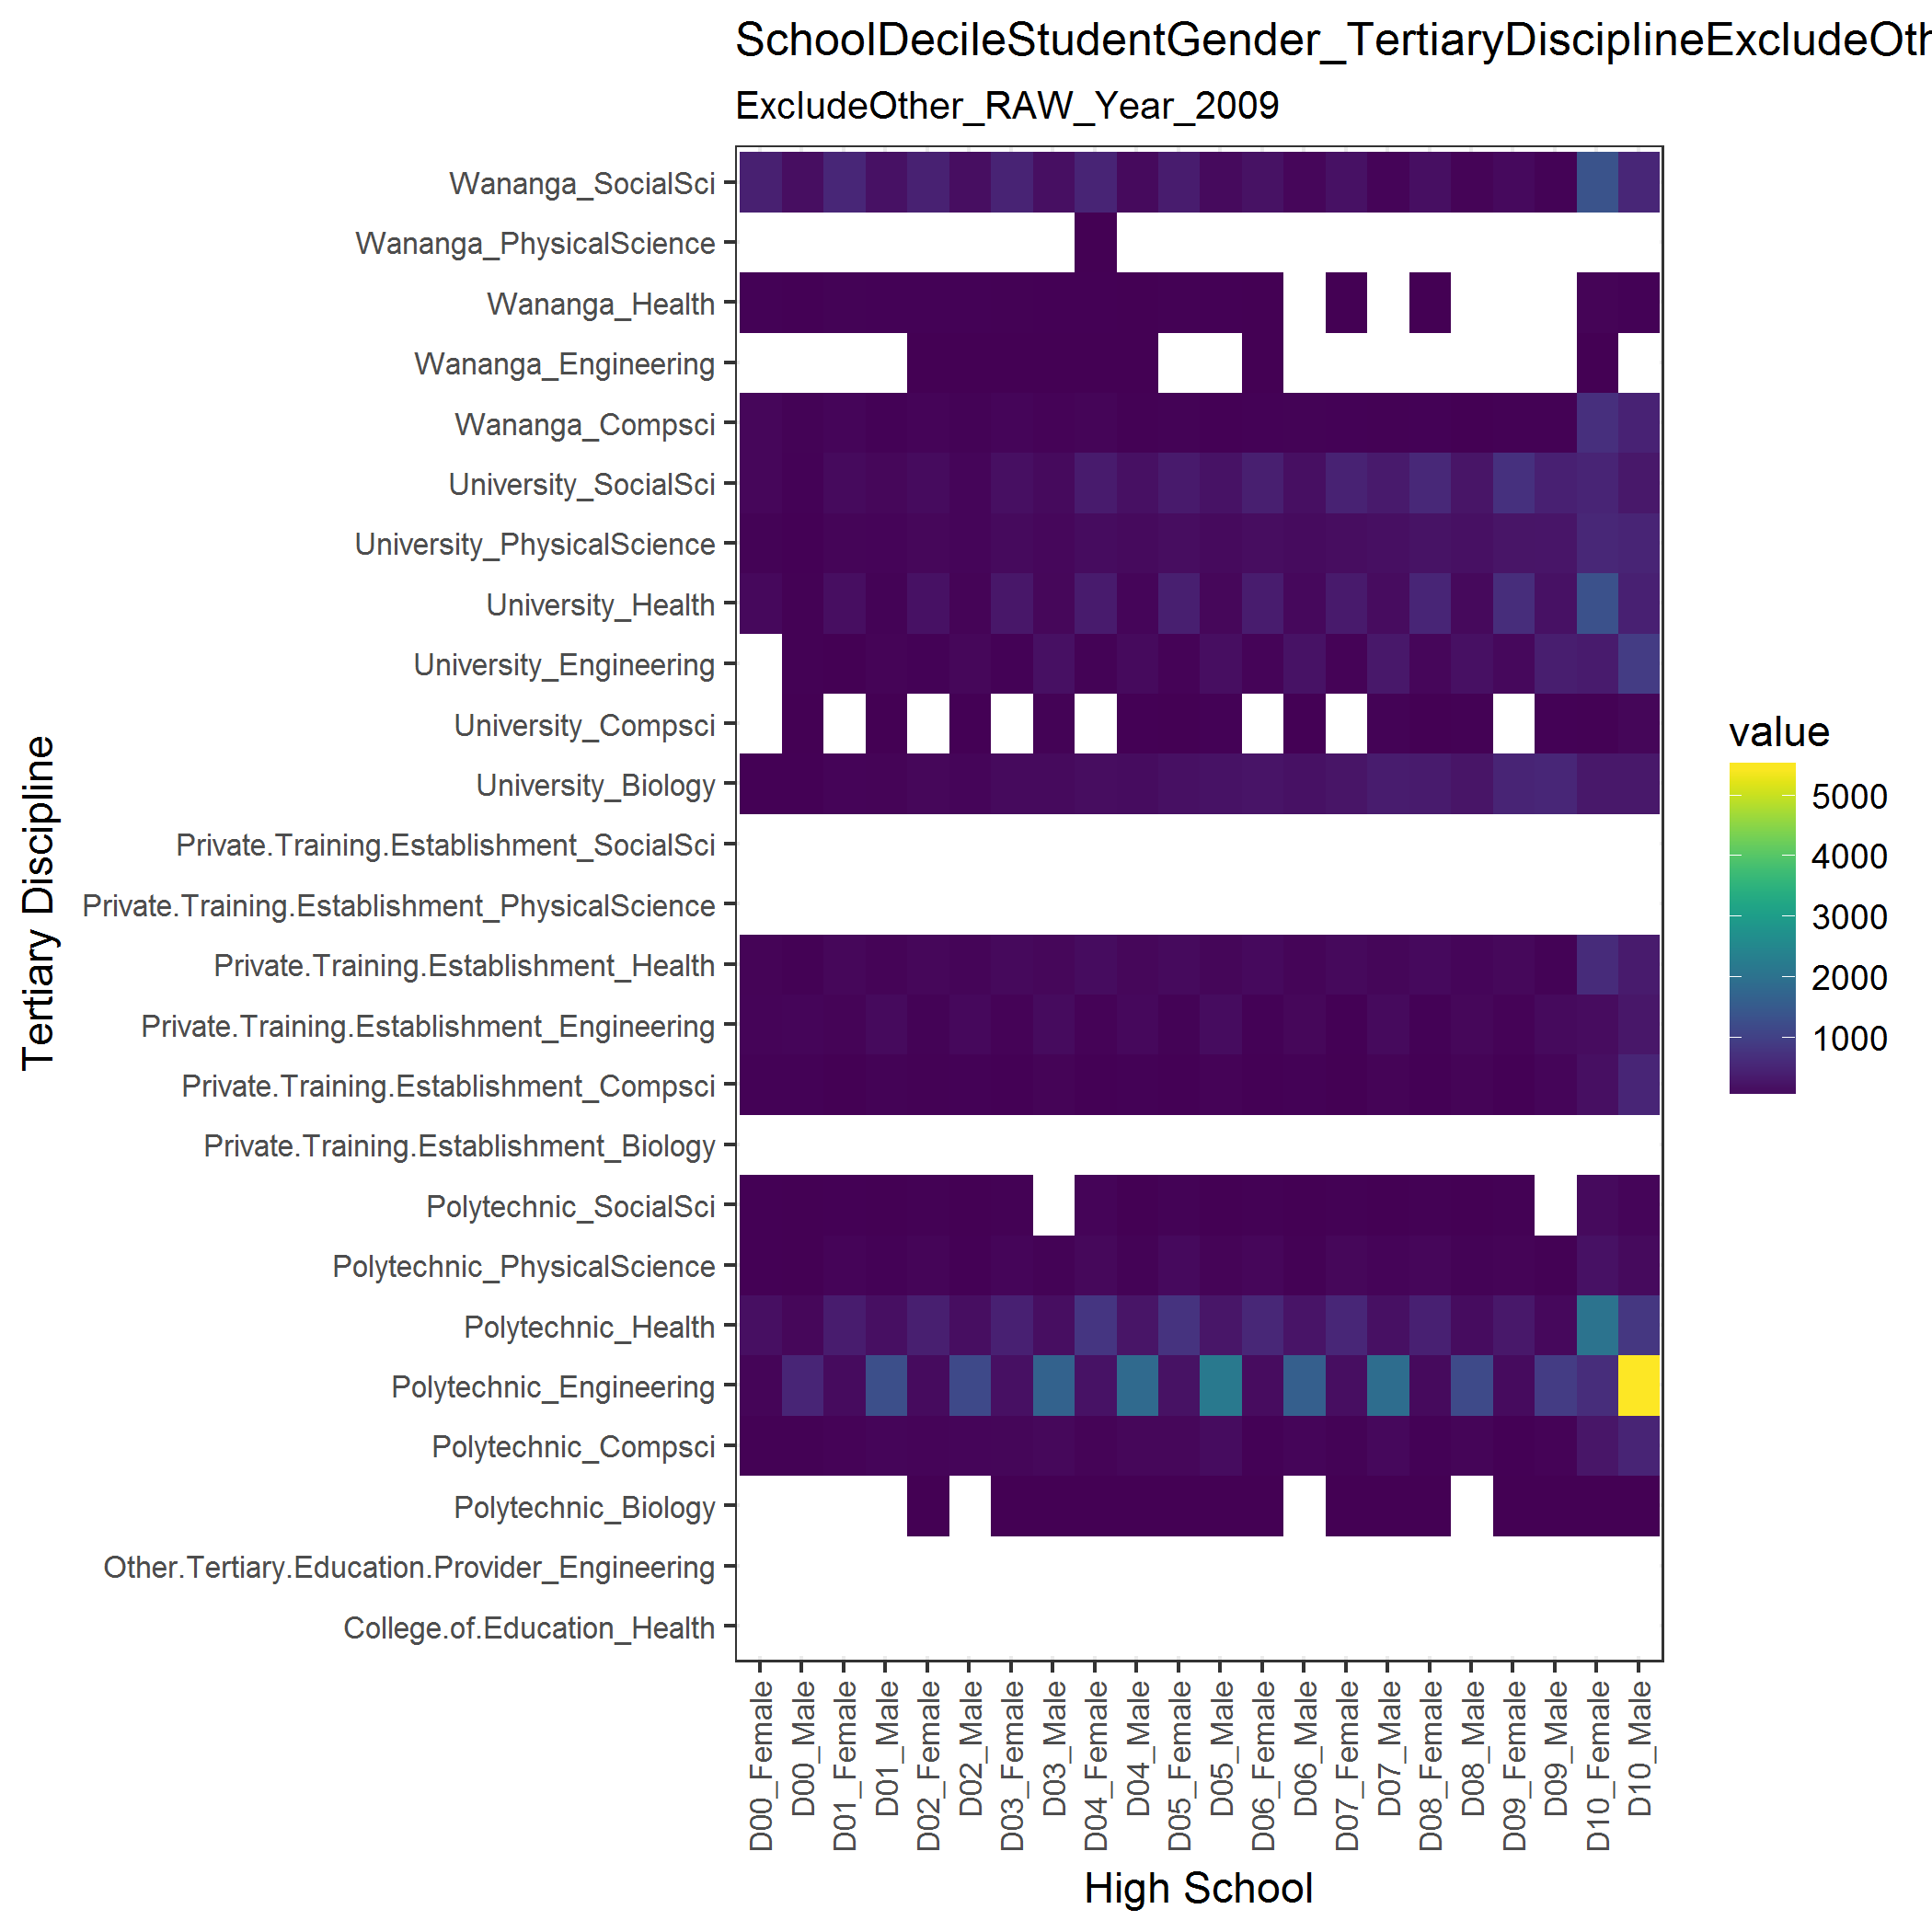 SchoolDecileStudentGender_TertiaryDisciplineExcludeOth
ExcludeOther_RAW_Year_2009
Tertiary Discipline
Wananga_SocialSci
Wananga_PhysicalScience
Wananga_Health
Wananga_Engineering
Wananga_Compsci
University_SocialSci
University_PhysicalScience
University_Health
University_Engineering
University_Compsci
University_Biology
Private.Training.Establishment_SocialSci
Private.Training.Establishment_PhysicalScience
Private.Training.Establishment_Health
Private.Training.Establishment_Engineering
Private.Training.Establishment_Compsci
Private.Training.Establishment_Biology
Polytechnic_SocialSci
Polytechnic_PhysicalScience
Polytechnic_Health
Polytechnic_Engineering
Polytechnic_Compsci
Polytechnic_Biology
Other.Tertiary.Education.Provider_Engineering
College.of.Education_Health
D00_Female
D00_Male
D01_Female
D01_Male
D02_Female
D02_Male
D03_Female
D03_Male
D04_Female
D04_Male
D05_Female
D05_Male
D06_Female
D06_Male
D07_Female
D07_Male
D08_Female
D08_Male
D09_Female
D09_Male
D10_Female
D10_Male
High School
value
5000
4000
3000
2000
1000